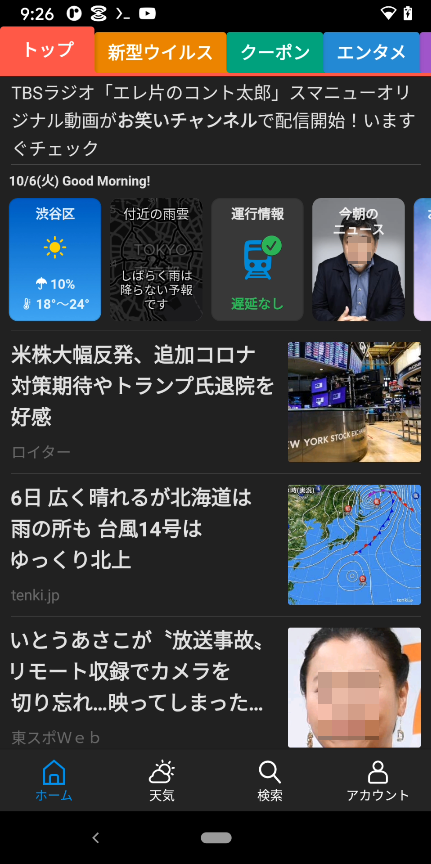 9:26
トップ
新型ウイルス
クーポン
エンタメ
TBSラジオ「エレ片のコント太郎」スマニューオリ
ジナル動画がお笑いチャンネルで配信開始！います
ぐチェック
10/6(火) Good Morning!
渋谷区
10%
18°～24°
付近の雨雲
TOKYO
しばらく雨は
降らない予報
です
運行情報
遅延なし
今朝の
ニュース
米株大幅反発、追加コロナ
対策期待やトランプ氏退院を
好感
ロイター
NEW YORK STOCK EXC
6日 広く晴れるが北海道は
雨の所も 台風14号は
ゆっくり北上
tenki.jp
いとうあさこが〝放送事故〟
リモート収録でカメラを
切り忘れ…映ってしまった…
東スポＷｅｂ
ホーム
天気
検索
アカウント